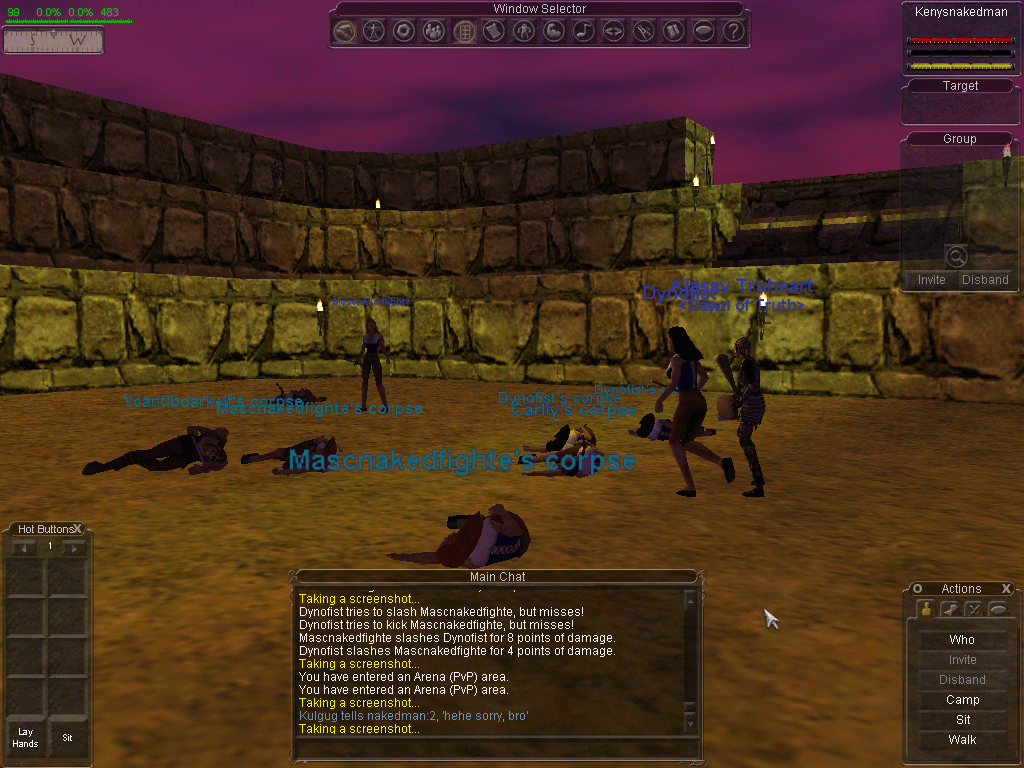 99 0.0% 0.0% 483
S W
Window Selector
?
Kenysnakedman
Target
Group
Invite Disband
Klassy Truheart
Dynofist
<Dawn of Truth>
Mascnakedfighte
Ycantibdarkelf's corpse
Mascnakedfighte's corpse
Dynofist's
Dynofist's corpse
Carlly's corpse
Mascnakedfighte's corpse
Hot Buttons X
1
Lay Hands
Sit
Main Chat
Taking a screenshot...
Dynofist tries to slash Mascnakedfighte, but misses!
Dynofist tries to kick Mascnakedfighte, but misses!
Mascnakedfighte slashes Dynofist for 8 points of damage.
Dynofist slashes Mascnakedfighte for 4 points of damage.
Taking a screenshot...
You have entered an Arena (PvP) area.
You have entered an Arena (PvP) area.
Taking a screenshot...
Kulgug tells nakedman:2, 'hehe sorry, bro'
Taking a screenshot...
Actions X
Who
Invite
Disband
Camp
Sit
Walk